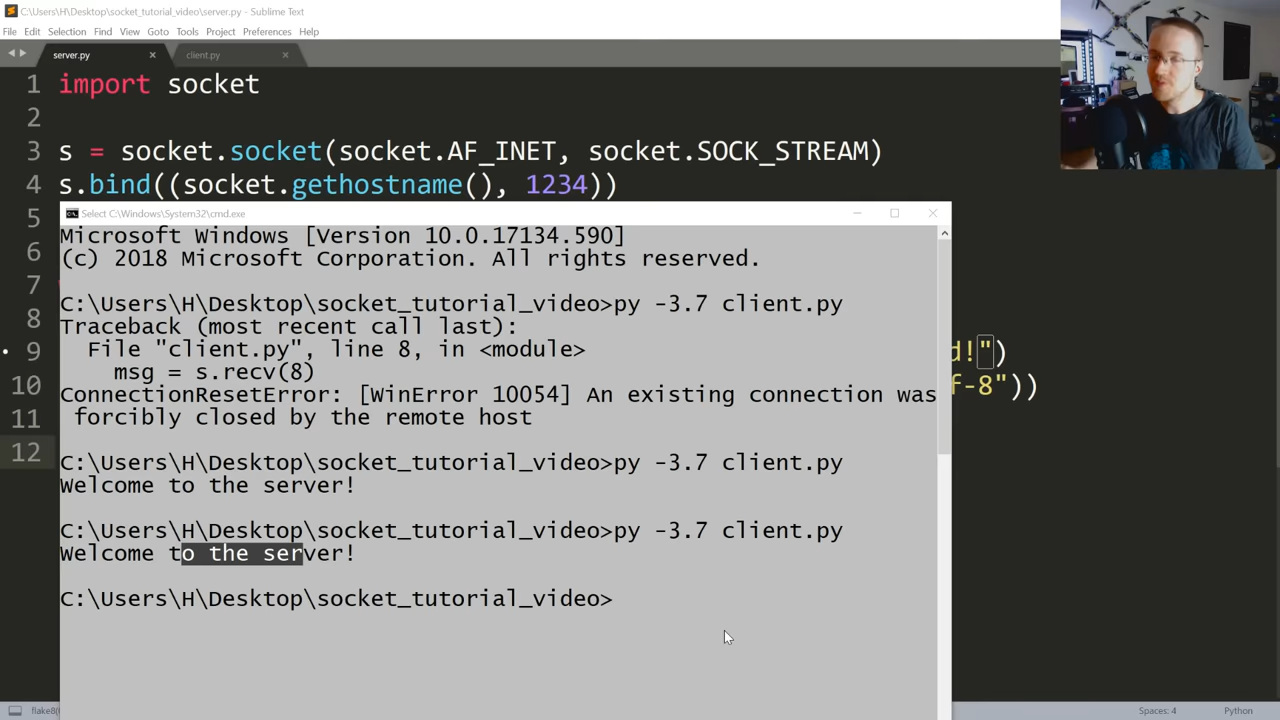 C:\Users\H\Desktop\socket_tutorial_video\server.py - Sublime Text
File Edit Selection Find View Goto Tools Project Preferences Help
server.py × client.py ×
1 import socket
2
3 s = socket.socket(socket.AF_INET, socket.SOCK_STREAM)
4 s.bind((socket.gethostname(), 1234))
5
6
7
8
9 d!")
10 f-8"))
11
12
Select C:\Windows\System32\cmd.exe
Microsoft Windows [Version 10.0.17134.590]
(c) 2018 Microsoft Corporation. All rights reserved.
C:\Users\H\Desktop\socket_tutorial_video>py -3.7 client.py
Traceback (most recent call last):
File "client.py", line 8, in <module>
msg = s.recv(8)
ConnectionResetError: [WinError 10054] An existing connection was
forcibly closed by the remote host
C:\Users\H\Desktop\socket_tutorial_video>py -3.7 client.py
Welcome to the server!
C:\Users\H\Desktop\socket_tutorial_video>py -3.7 client.py
Welcome to the server!
C:\Users\H\Desktop\socket_tutorial_video>
flake8( Spaces: 4 Python